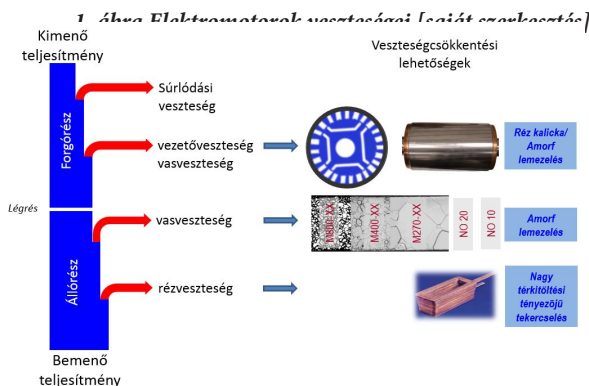 1. ábra Elektromotorok veszteségei [saját szerkesztés]
Kimenő
teljesítmény
Veszteségcsökkentési
lehetőségek
Súrlódási
veszteség
Forgórész
vezetőveszteség
vasveszteség
Réz kalicka/
Amorf
lemezelés
Légrés
Állórész
vasveszteség
M800-XX
M400-XX
M270-XX
NO 20
NO 10
Amorf
lemezelés
rézveszteség
Nagy
térkitöltési
tényezőjű
tekercselés
Bemenő
teljesítmény